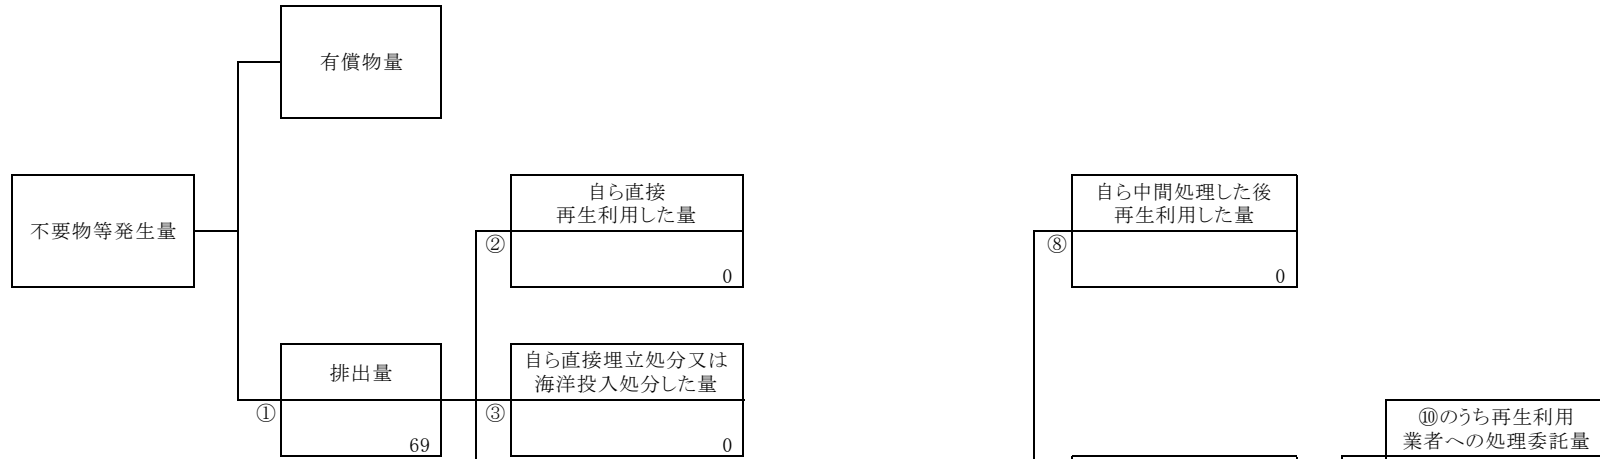 有償物量
不要物等発生量
自ら直接
再生利用した量
②
0
自ら中間処理した後
再生利用した量
⑧
0
排出量
①
69
自ら直接埋立処分又は
海洋投入処分した量
③
0
⑩のうち再生利用
業者への処理委託量